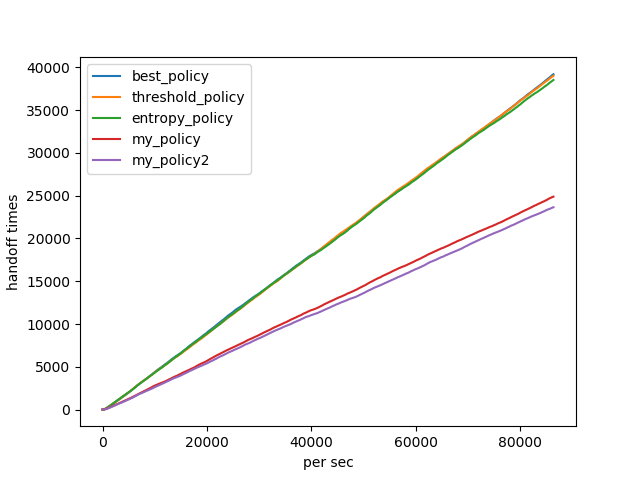 40000
35000
30000
25000
20000
15000
10000
5000
0
handoff times
best_policy
threshold_policy
entropy_policy
my_policy
my_policy2
0 20000 40000 60000 80000
per sec